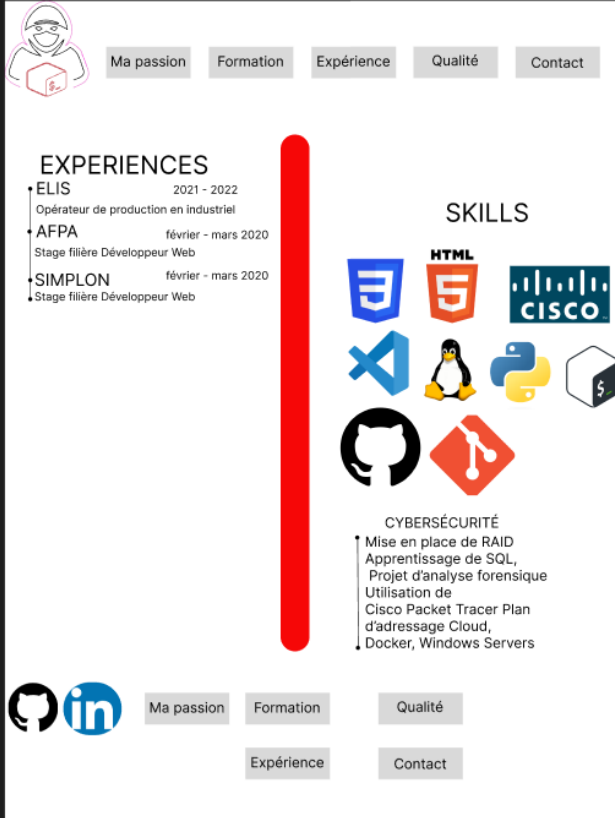 $_
Ma passion
Formation
Expérience
Qualité
Contact
EXPERIENCES
ELIS
2021 - 2022
Opérateur de production en industriel
AFPA
février - mars 2020
Stage filière Développeur Web
SIMPLON
février - mars 2020
Stage filière Développeur Web
SKILLS
3
HTML
5
CISCO
$_
CYBERSÉCURITÉ
Mise en place de RAID
Apprentissage de SQL,
Projet d'analyse forensique
Utilisation de
Cisco Packet Tracer Plan
d'adressage Cloud,
Docker, Windows Servers
in
Ma passion
Formation
Qualité
Expérience
Contact